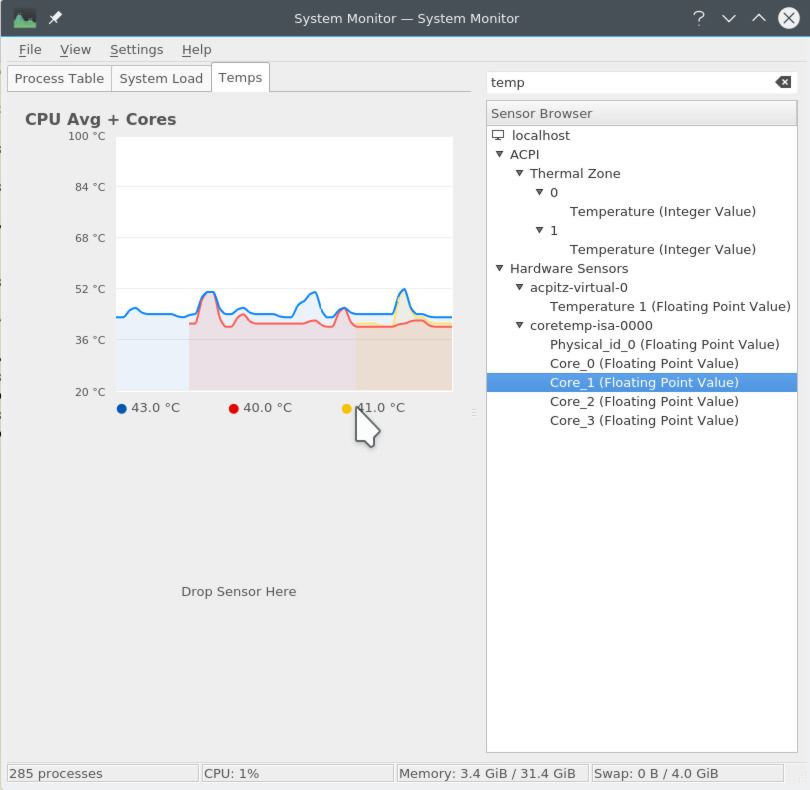 System Monitor — System Monitor
File View Settings Help
Process Table System Load Temps
temp
Sensor Browser
CPU Avg + Cores
100 °C
84 °C
68 °C
52 °C
36 °C
20 °C
43.0 °C 40.0 °C 41.0 °C
Drop Sensor Here
localhost
ACPI
Thermal Zone
0
Temperature (Integer Value)
1
Temperature (Integer Value)
Hardware Sensors
acpitz-virtual-0
Temperature 1 (Floating Point Value)
coretemp-isa-0000
Physical_id_0 (Floating Point Value)
Core_0 (Floating Point Value)
Core_1 (Floating Point Value)
Core_2 (Floating Point Value)
Core_3 (Floating Point Value)
285 processes CPU: 1% Memory: 3.4 GiB / 31.4 GiB Swap: 0 B / 4.0 GiB